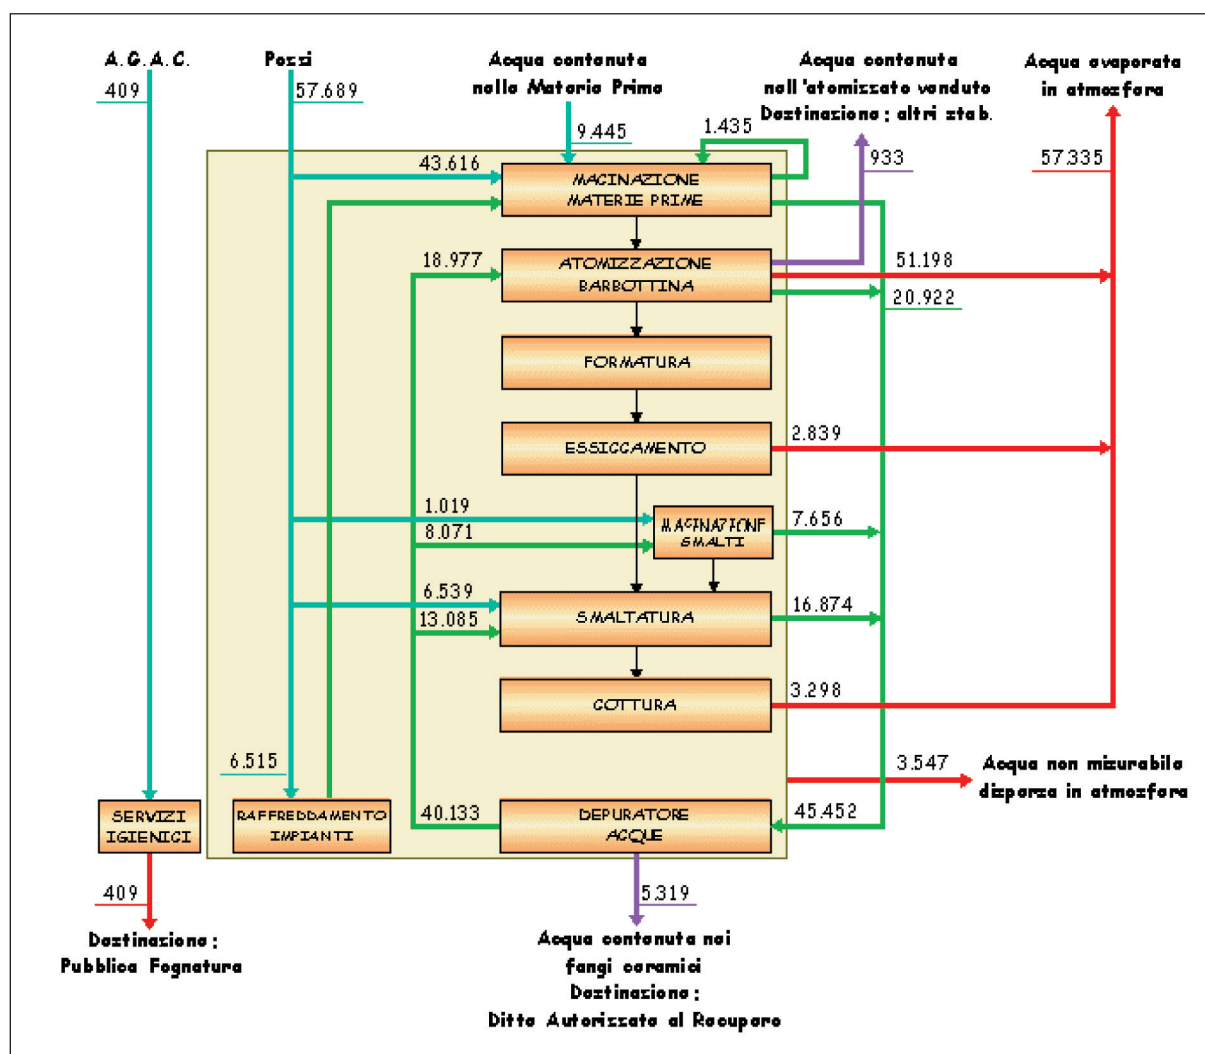 A.G.A.C.
409
Pozzi
57.689
Acqua contenuta
nelle Materie Prime
9.445
Acqua contenuta
nell'atomizzato venduto
Destinazione: altri stab.
933
Acqua evaporata
in atmosfera
57.335
1.435
43.616
MACINAZIONE
MATERIE PRIME
18.977
ATOMIZZAZIONE
BARBOTTINA
51.198
20.922
FORMATURA
ESSICCAMENTO
2.839
1.019
8.071
MACINAZIONE
SMALTI
7.656
6.539
13.085
SMALTATURA
16.874
COTTURA
3.298
6.515
3.547
Acqua non misurabile
dispersa in atmosfera
SERVIZI
IGIENICI
RAFFREDDAMENTO
IMPIANTI
40.133
DEPURATORE
ACQUE
45.452
409
Destinazione:
Pubblica Fognatura
5.319
Acqua contenuta nei
fangi ceramici
Destinazione:
Ditte Autorizzate al Recupero